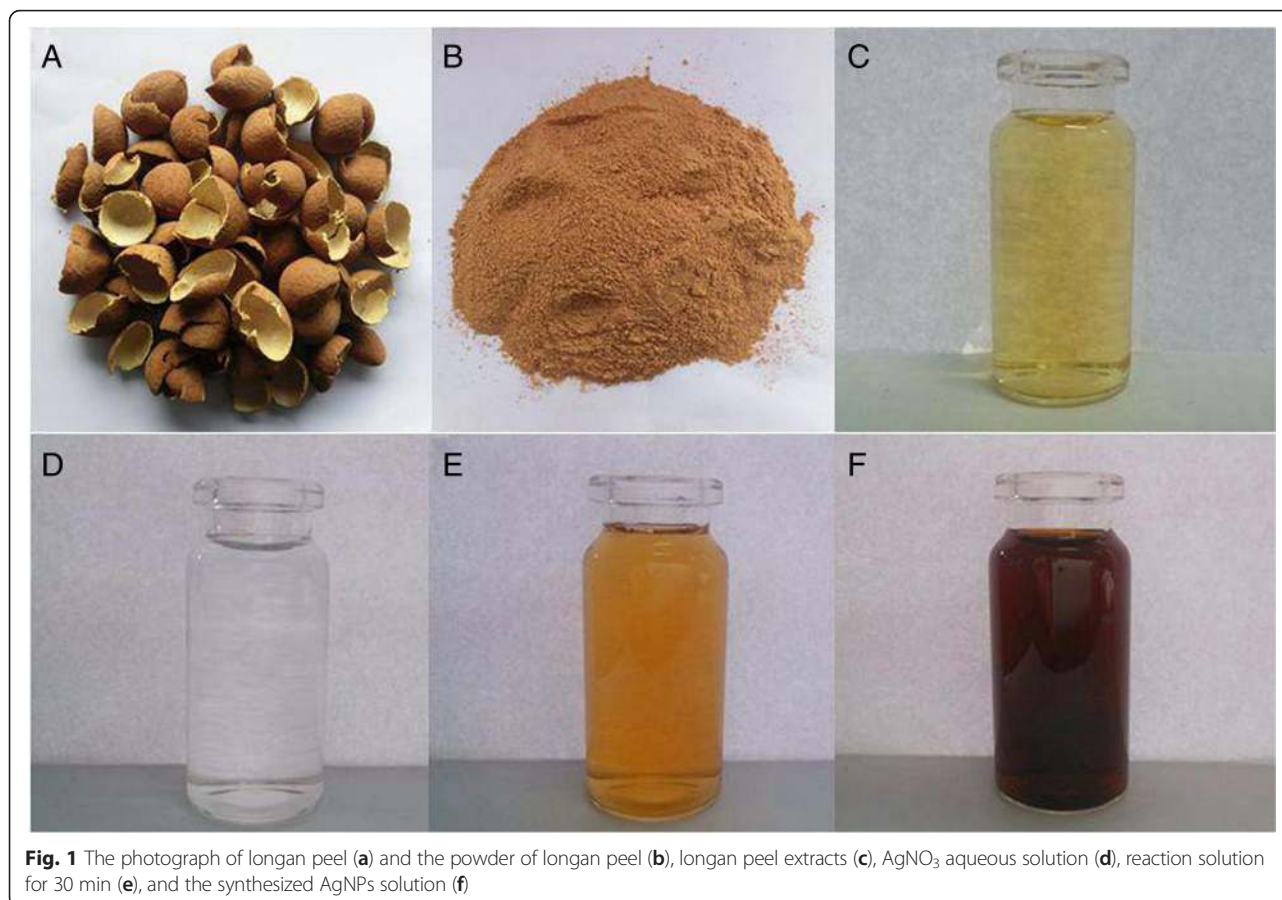 A
B
C
D
E
F
Fig. 1 The photograph of longan peel (a) and the powder of longan peel (b), longan peel extracts (c), AgNO₃ aqueous solution (d), reaction solution
for 30 min (e), and the synthesized AgNPs solution (f)